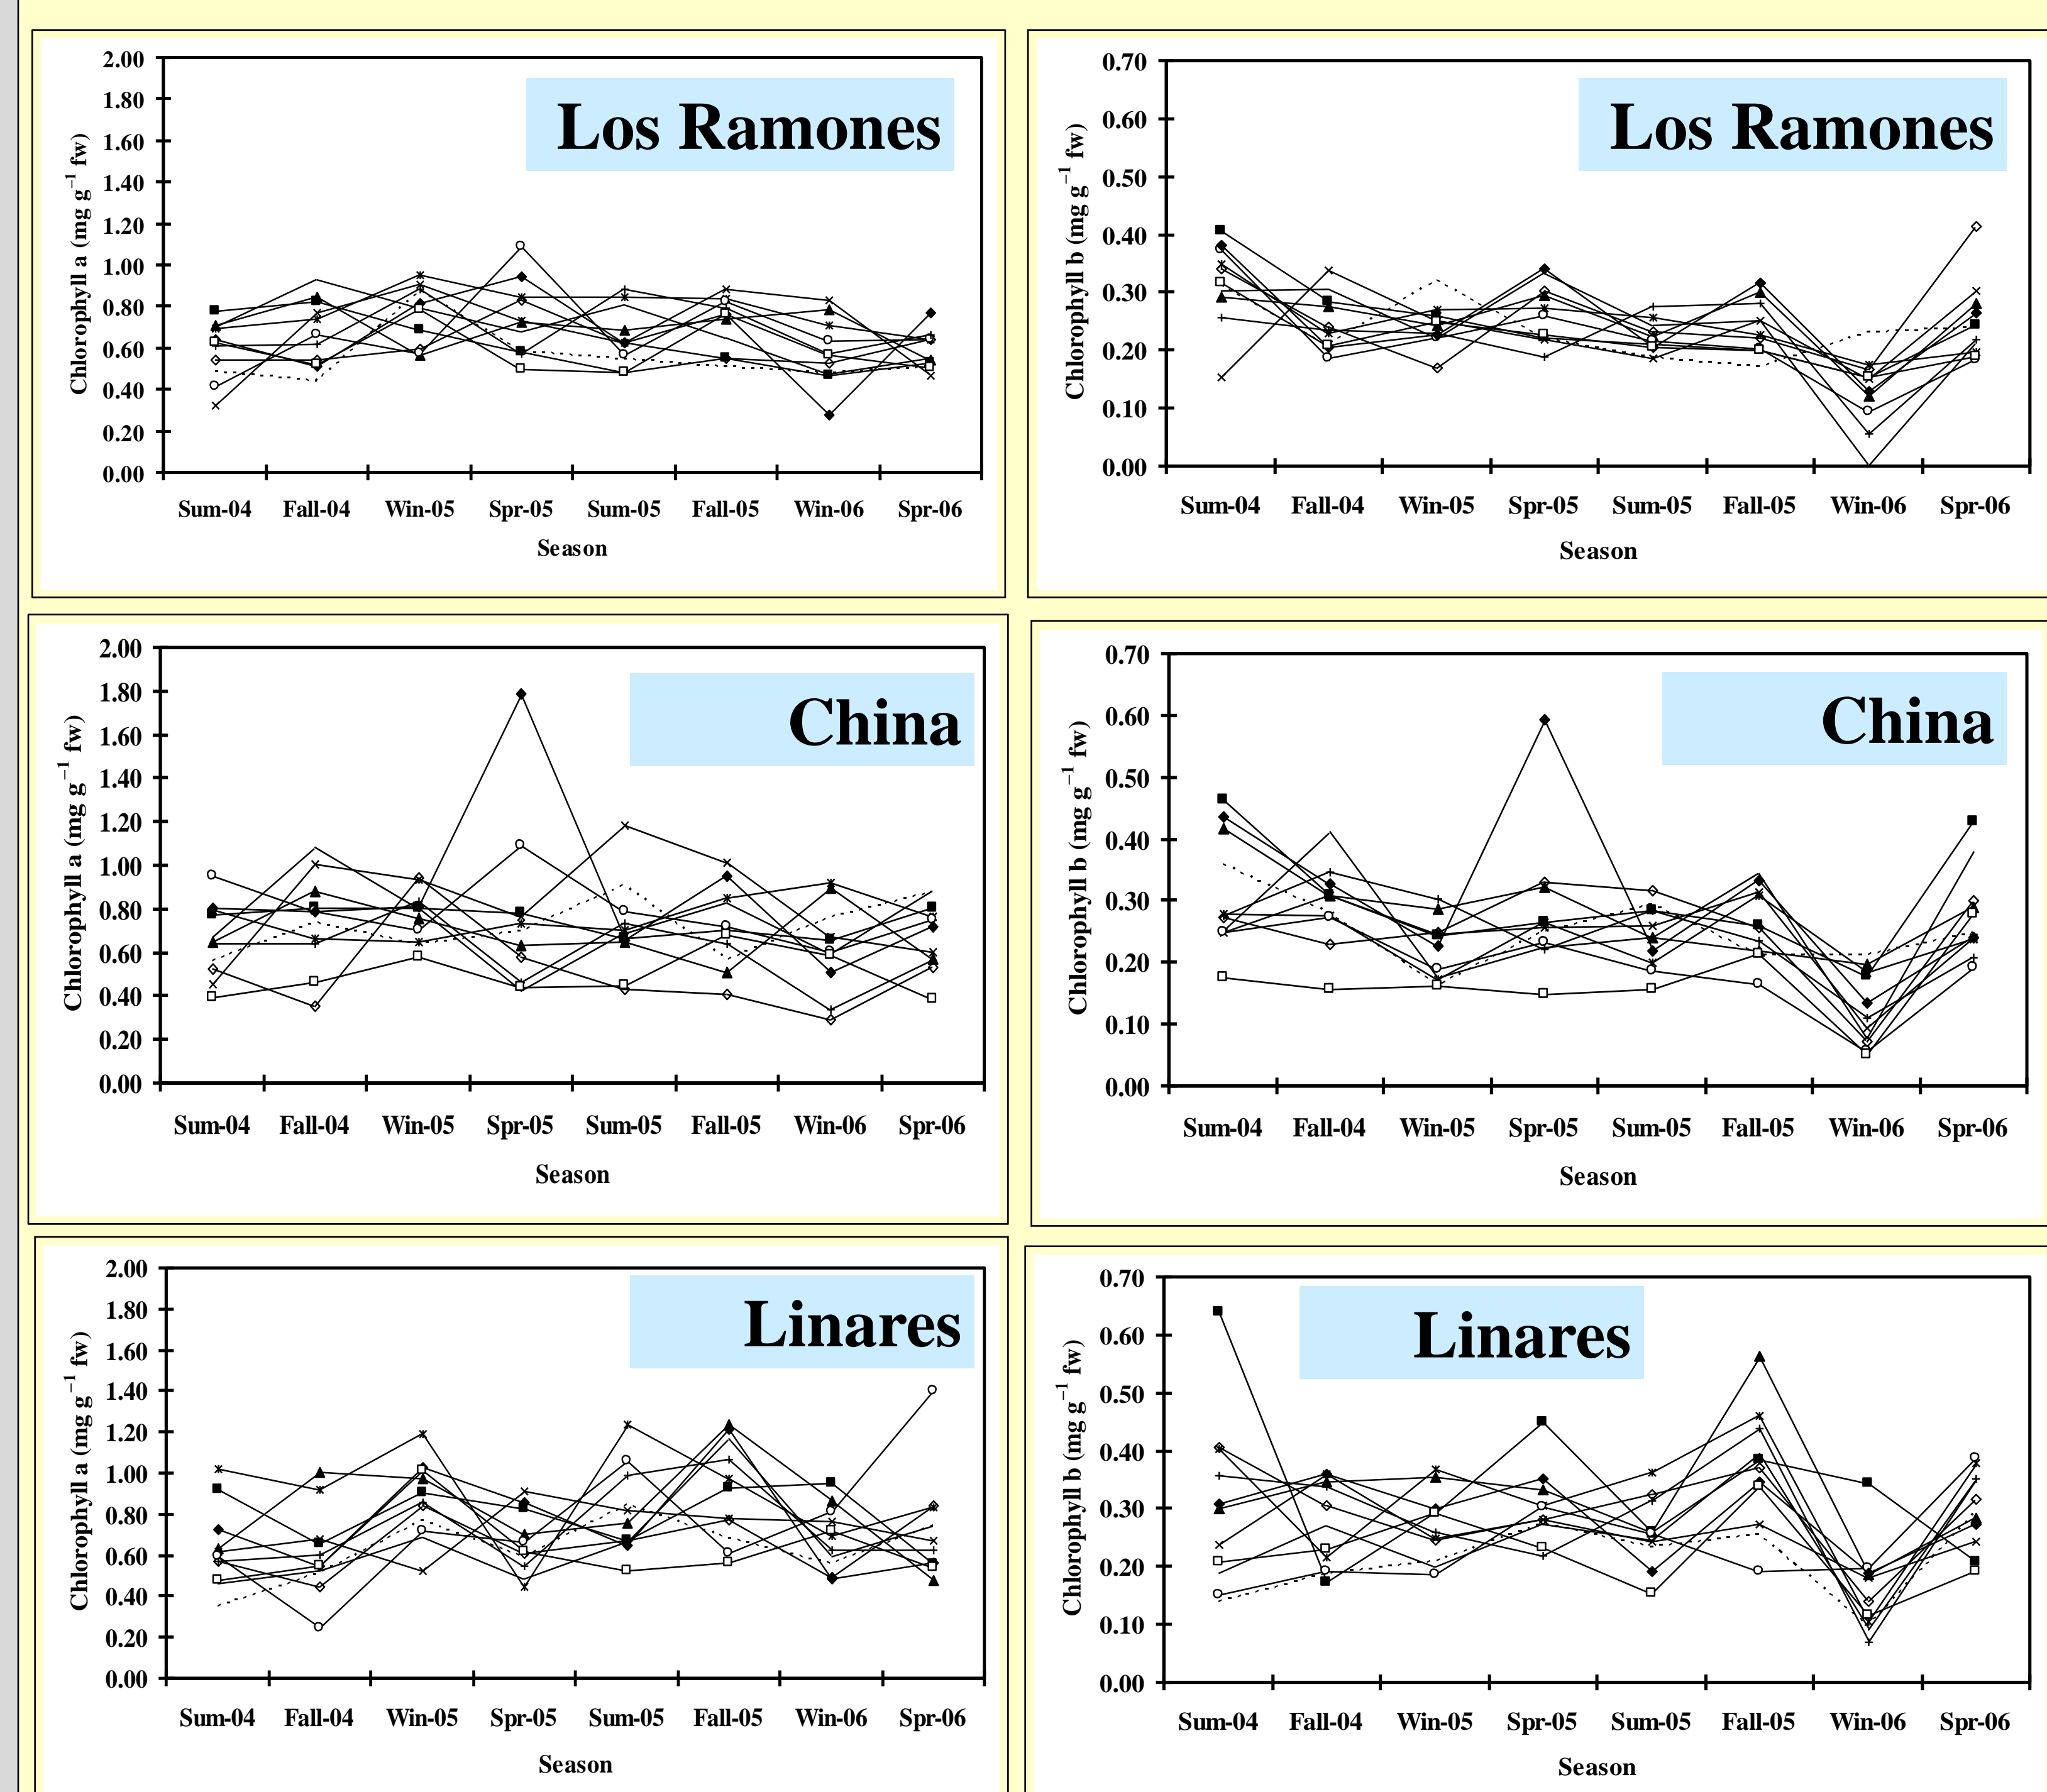 2.00
1.80
1.60
1.40
1.20
1.00
0.80
0.60
0.40
0.20
0.00
Chlorophyll a (mg g⁻¹ fw)
Los Ramones
Sum-04 Fall-04 Win-05 Spr-05 Sum-05 Fall-05 Win-06 Spr-06
Season
0.70
0.60
0.50
0.40
0.30
0.20
0.10
0.00
Chlorophyll b (mg g⁻¹ fw)
Los Ramones
Sum-04 Fall-04 Win-05 Spr-05 Sum-05 Fall-05 Win-06 Spr-06
Season
2.00
1.80
1.60
1.40
1.20
1.00
0.80
0.60
0.40
0.20
0.00
Chlorophyll a (mg g⁻¹ fw)
China
Sum-04 Fall-04 Win-05 Spr-05 Sum-05 Fall-05 Win-06 Spr-06
Season
0.70
0.60
0.50
0.40
0.30
0.20
0.10
0.00
Chlorophyll b (mg g⁻¹ fw)
China
Sum-04 Fall-04 Win-05 Spr-05 Sum-05 Fall-05 Win-06 Spr-06
Season
2.00
1.80
1.60
1.40
1.20
1.00
0.80
0.60
0.40
0.20
0.00
Chlorophyll a (mg g⁻¹ fw)
Linares
Sum-04 Fall-04 Win-05 Spr-05 Sum-05 Fall-05 Win-06 Spr-06
Season
0.70
0.60
0.50
0.40
0.30
0.20
0.10
0.00
Chlorophyll b (mg g⁻¹ fw)
Linares
Sum-04 Fall-04 Win-05 Spr-05 Sum-05 Fall-05 Win-06 Spr-06
Season